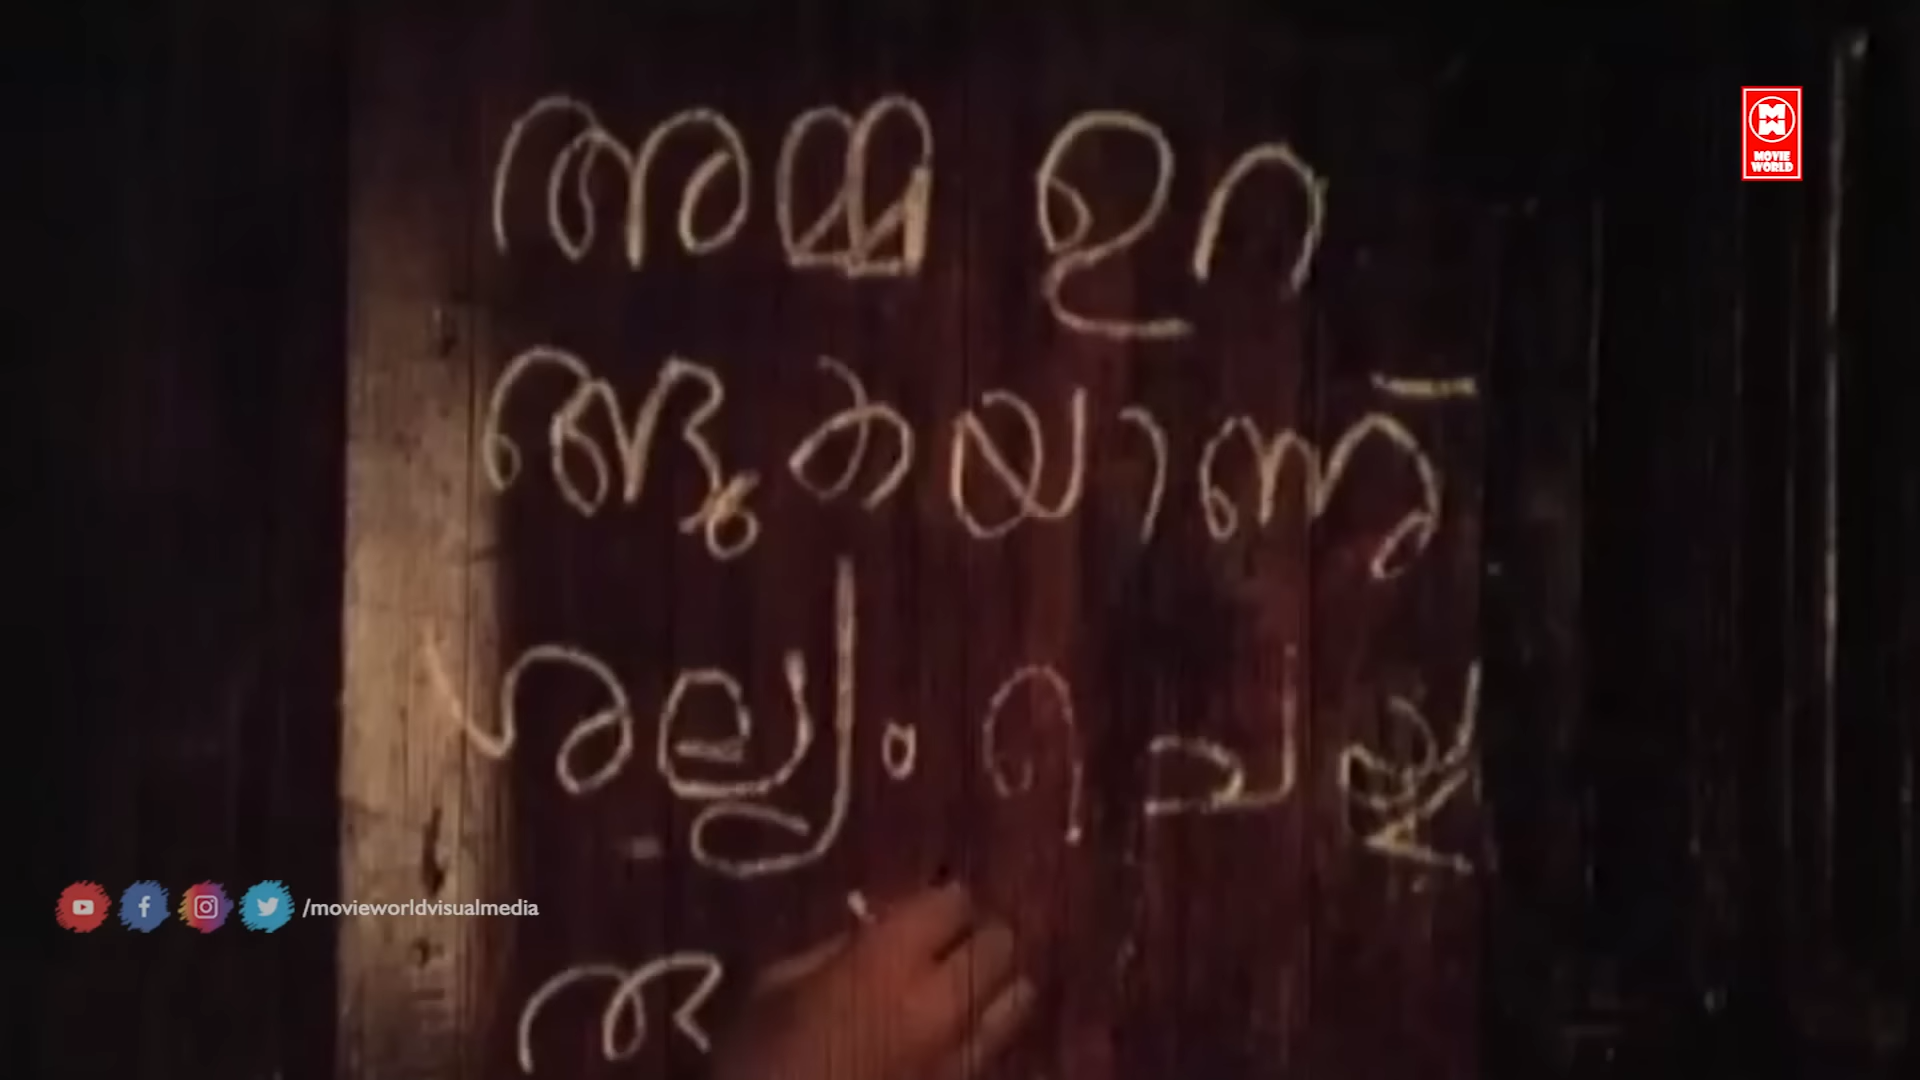 അമ്മ ഉറ
ങ്ങുകയാണ്
ശല്യം ചെയ്യ
രു
MOVIE
WORLD
/movieworldvisualmedia